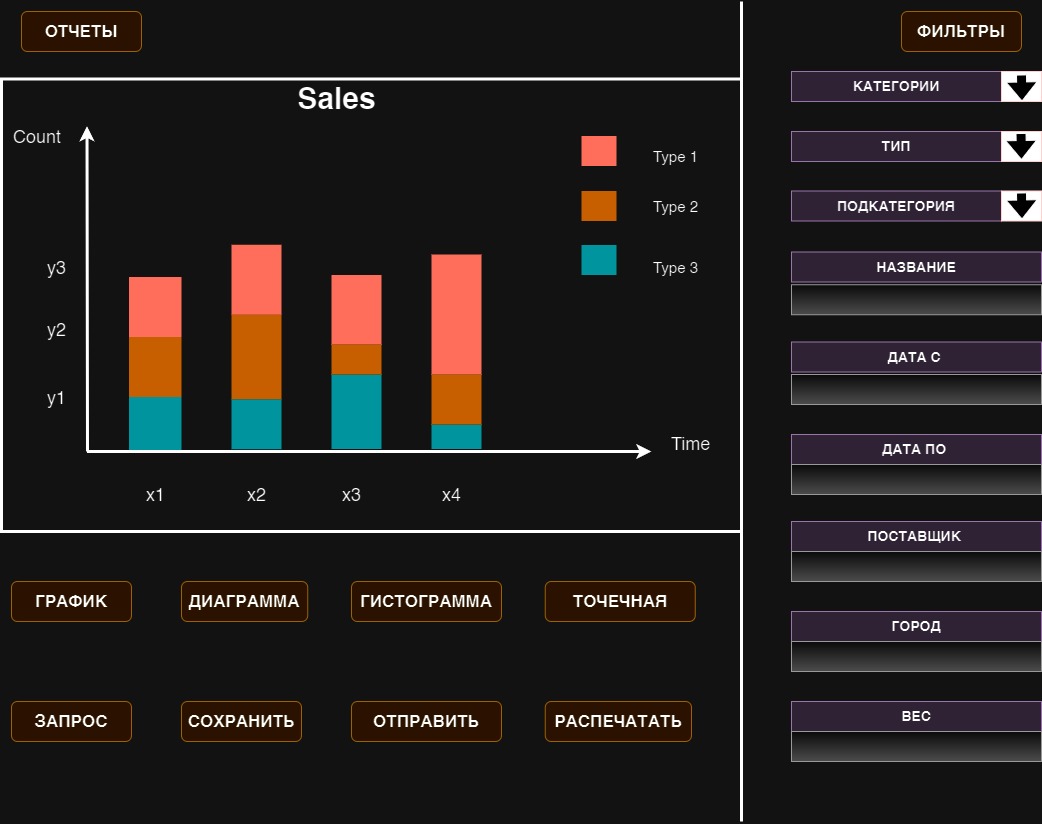 ОТЧЕТЫ
ФИЛЬТРЫ
Sales
Count
y3
y2
y1
x1
x2
x3
x4
Time
Type 1
Type 2
Type 3
КАТЕГОРИИ
ТИП
ПОДКАТЕГОРИЯ
НАЗВАНИЕ
ДАТА С
ДАТА ПО
ПОСТАВЩИК
ГОРОД
ВЕС
ГРАФИК
ДИАГРАММА
ГИСТОГРАММА
ТОЧЕЧНАЯ
ЗАПРОС
СОХРАНИТЬ
ОТПРАВИТЬ
РАСПЕЧАТАТЬ